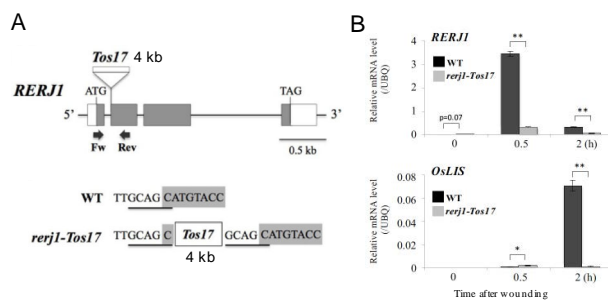 A
Tos17 4 kb
RERJ1
ATG
TAG
5'
3'
Fw
Rev
0.5 kb
WT
TTGCAG CATGTACC
rerj1-Tos17
TTGCAG C Tos17 GCAG CATGTACC
4 kb
B
RERJ1
Relative mRNA level
(/UBQ)
4
3
2
1
0
WT
rerj1-Tos17
p=0.07
**
**
0
0.5
2 (h)
OsLIS
Relative mRNA level
(/UBQ)
0.08
0.06
0.04
0.02
0
WT
rerj1-Tos17
*
**
0
0.5
2 (h)
Time after wounding